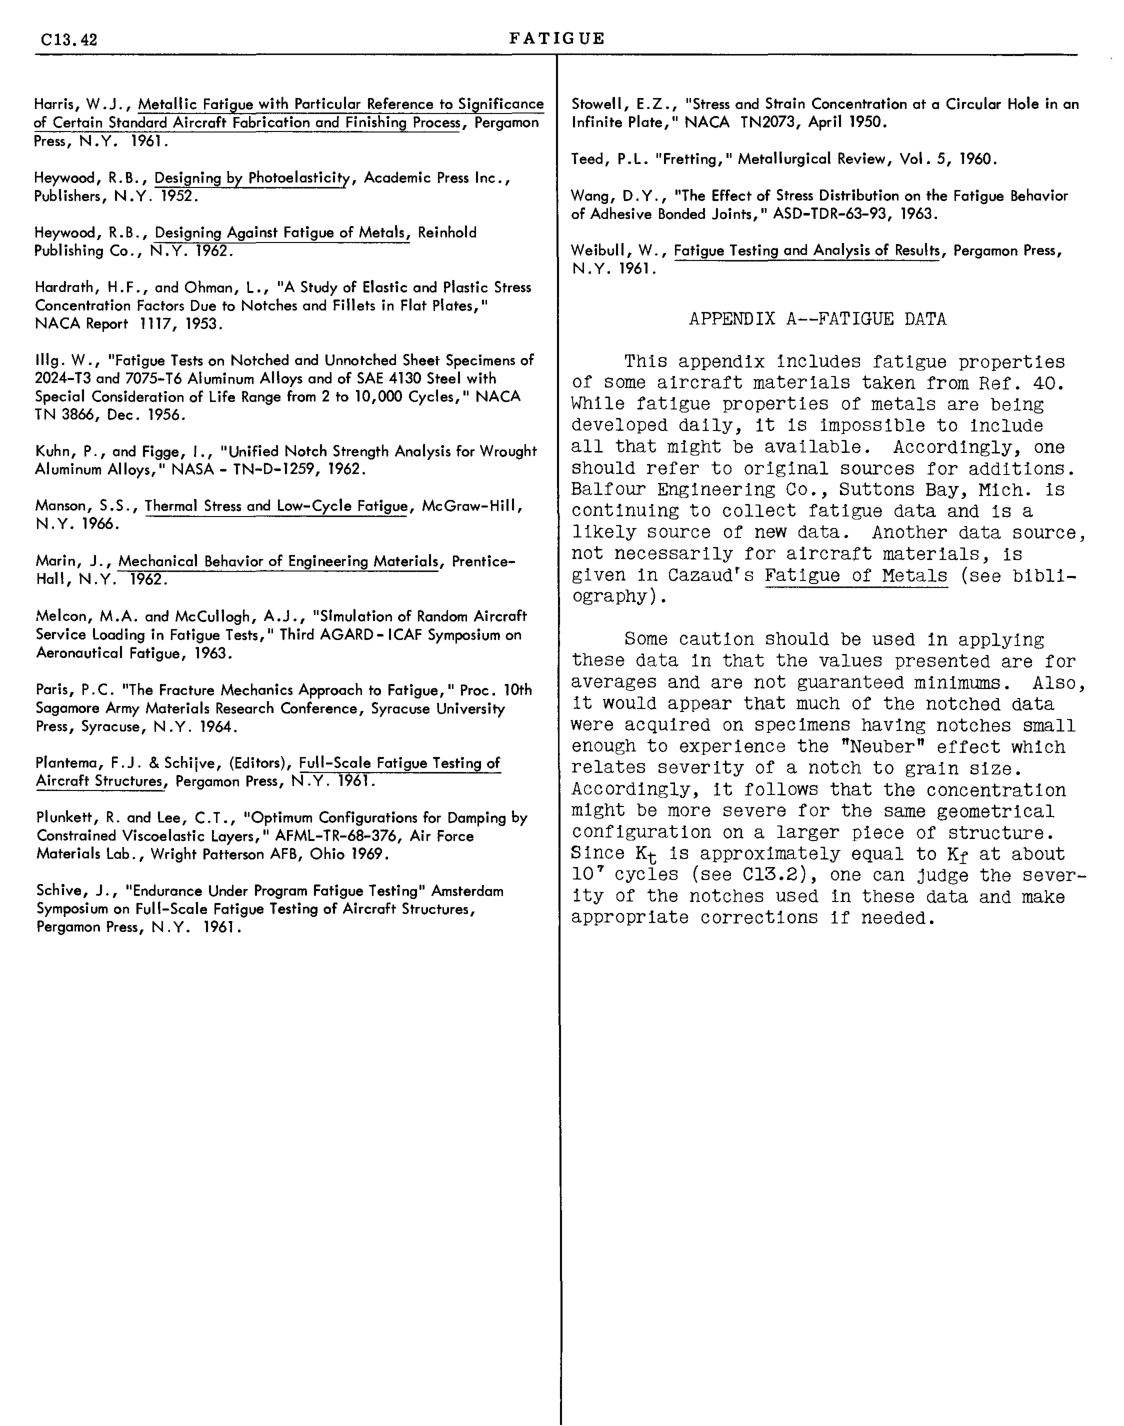 C13.42
FATIGUE
Harris, W.J., Metallic Fatigue with Particular Reference to Significance
of Certain Standard Aircraft Fabrication and Finishing Process, Pergamon
Press, N.Y. 1961.
Heywood, R.B., Designing by Photoelasticity, Academic Press Inc.,
Publishers, N.Y. 1952.
Heywood, R.B., Designing Against Fatigue of Metals, Reinhold
Publishing Co., N.Y. 1962.
Hardrath, H.F., and Ohman, L., "A Study of Elastic and Plastic Stress
Concentration Factors Due to Notches and Fillets in Flat Plates,"
NACA Report 1117, 1953.
Illg. W., "Fatigue Tests on Notched and Unnotched Sheet Specimens of
2024-T3 and 7075-T6 Aluminum Alloys and of SAE 4130 Steel with
Special Consideration of Life Range from 2 to 10,000 Cycles," NACA
TN 3866, Dec. 1956.
Kuhn, P., and Figge, I., "Unified Notch Strength Analysis for Wrought
Aluminum Alloys," NASA - TN-D-1259, 1962.
Manson, S.S., Thermal Stress and Low-Cycle Fatigue, McGraw-Hill,
N.Y. 1966.
Marin, J., Mechanical Behavior of Engineering Materials, Prentice-
Hall, N.Y. 1962.
Melcon, M.A. and McCullogh, A.J., "Simulation of Random Aircraft
Service Loading in Fatigue Tests," Third AGARD-ICAF Symposium on
Aeronautical Fatigue, 1963.
Paris, P.C. "The Fracture Mechanics Approach to Fatigue," Proc. 10th
Sagamore Army Materials Research Conference, Syracuse University
Press, Syracuse, N.Y. 1964.
Plantema, F.J. & Schijve, (Editors), Full-Scale Fatigue Testing of
Aircraft Structures, Pergamon Press, N.Y. 1961.
Plunkett, R. and Lee, C.T., "Optimum Configurations for Damping by
Constrained Viscoelastic Layers," AFML-TR-68-376, Air Force
Materials Lab., Wright Patterson AFB, Ohio 1969.
Schive, J., "Endurance Under Program Fatigue Testing" Amsterdam
Symposium on Full-Scale Fatigue Testing of Aircraft Structures,
Pergamon Press, N.Y. 1961.
Stowell, E.Z., "Stress and Strain Concentration at a Circular Hole in an
Infinite Plate," NACA TN2073, April 1950.
Teed, P.L. "Fretting," Metallurgical Review, Vol. 5, 1960.
Wang, D.Y., "The Effect of Stress Distribution on the Fatigue Behavior
of Adhesive Bonded Joints," ASD-TDR-63-93, 1963.
Weibull, W., Fatigue Testing and Analysis of Results, Pergamon Press,
N.Y. 1961.
APPENDIX A--FATIGUE DATA
This appendix includes fatigue properties
of some aircraft materials taken from Ref. 40.
While fatigue properties of metals are being
developed daily, it is impossible to include
all that might be available. Accordingly, one
should refer to original sources for additions.
Balfour Engineering Co., Suttons Bay, Mich. is
continuing to collect fatigue data and is a
likely source of new data. Another data source,
not necessarily for aircraft materials, is
given in Cazaud's Fatigue of Metals (see bibli-
ography).
Some caution should be used in applying
these data in that the values presented are for
averages and are not guaranteed minimums. Also,
it would appear that much of the notched data
were acquired on specimens having notches small
enough to experience the "Neuber" effect which
relates severity of a notch to grain size.
Accordingly, it follows that the concentration
might be more severe for the same geometrical
configuration on a larger piece of structure.
Since Kt is approximately equal to Kf at about
10⁷ cycles (see C13.2), one can judge the sever-
ity of the notches used in these data and make
appropriate corrections if needed.